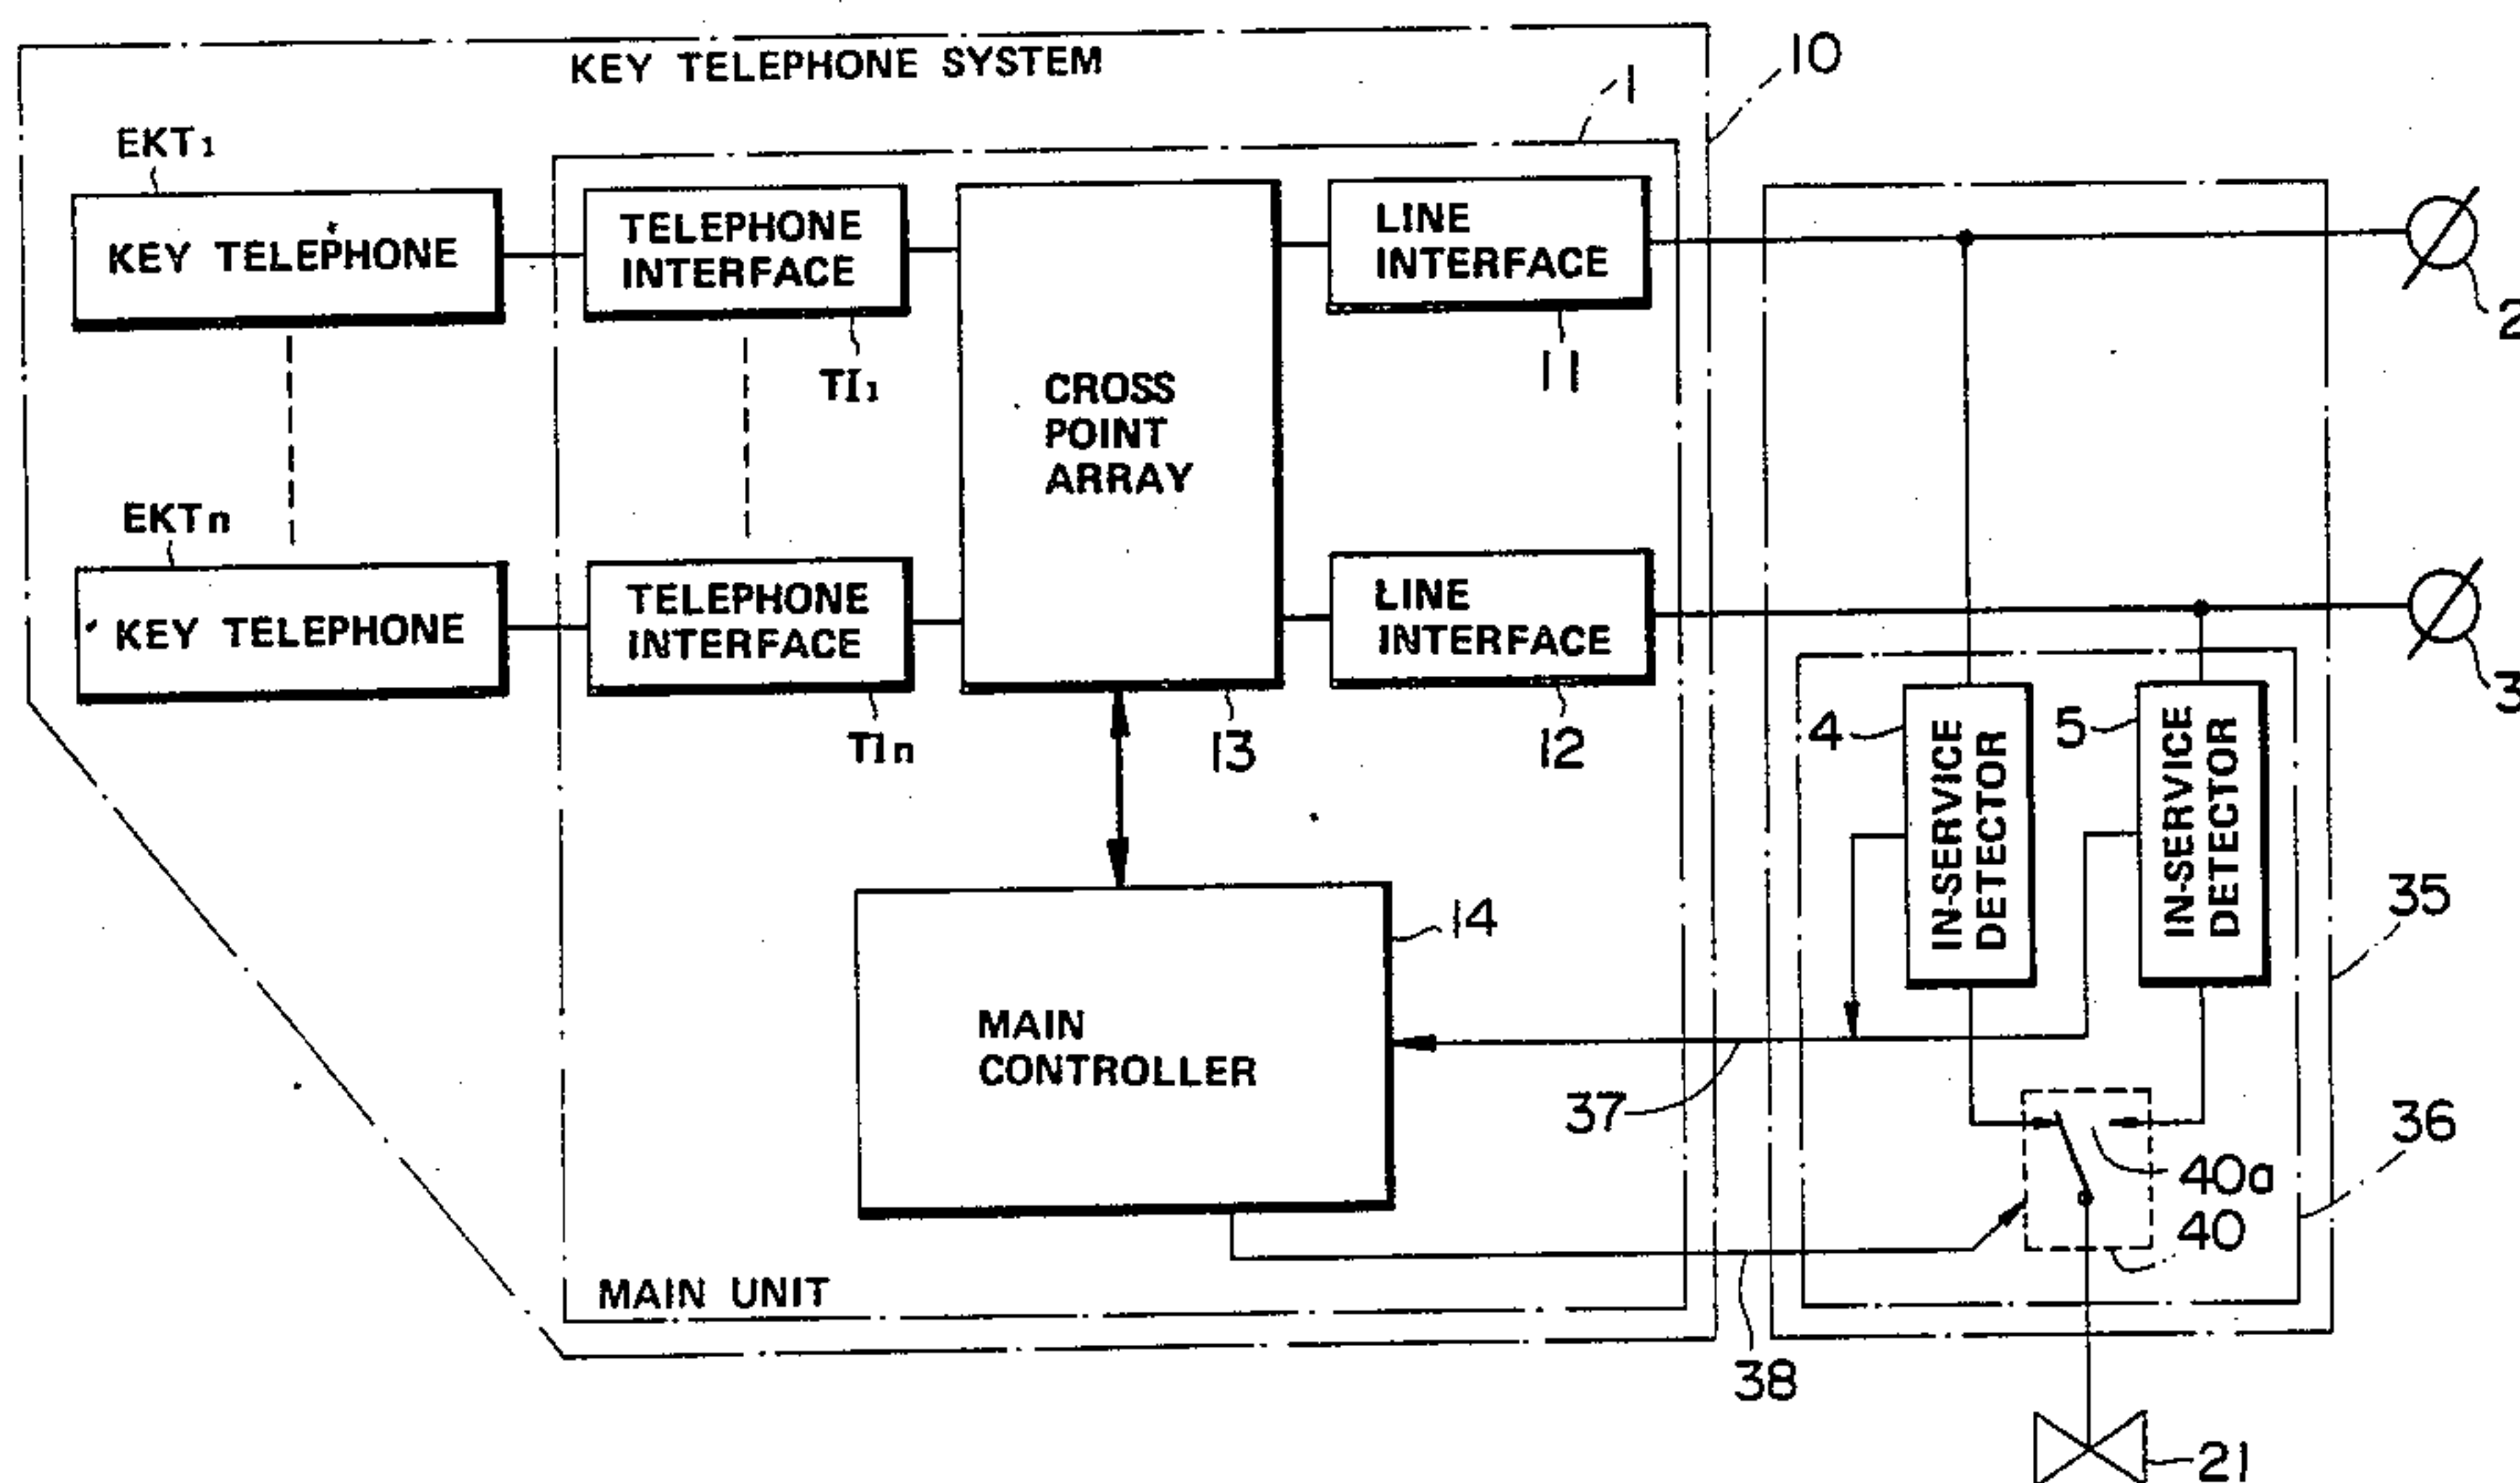 KEY TELEPHONE SYSTEM
10
1
EKT1
KEY TELEPHONE
TELEPHONE
INTERFACE
TI1
CROSS
POINT
ARRAY
13
LINE
INTERFACE
11
2
EKTn
KEY TELEPHONE
TELEPHONE
INTERFACE
TIn
LINE
INTERFACE
12
3
4
IN-SERVICE
DETECTOR
5
IN-SERVICE
DETECTOR
35
14
MAIN
CONTROLLER
37
36
40a
40
MAIN UNIT
38
21